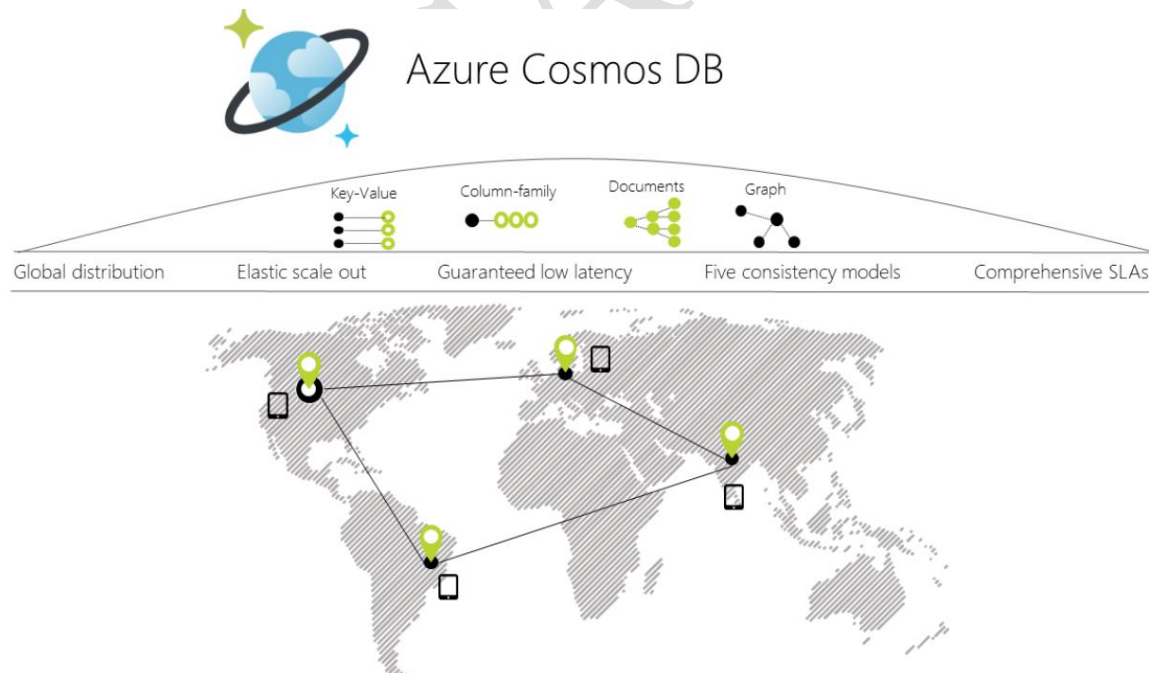 Azure Cosmos DB
Key-Value Column-family Documents Graph
Global distribution Elastic scale out Guaranteed low latency Five consistency models Comprehensive SLAs